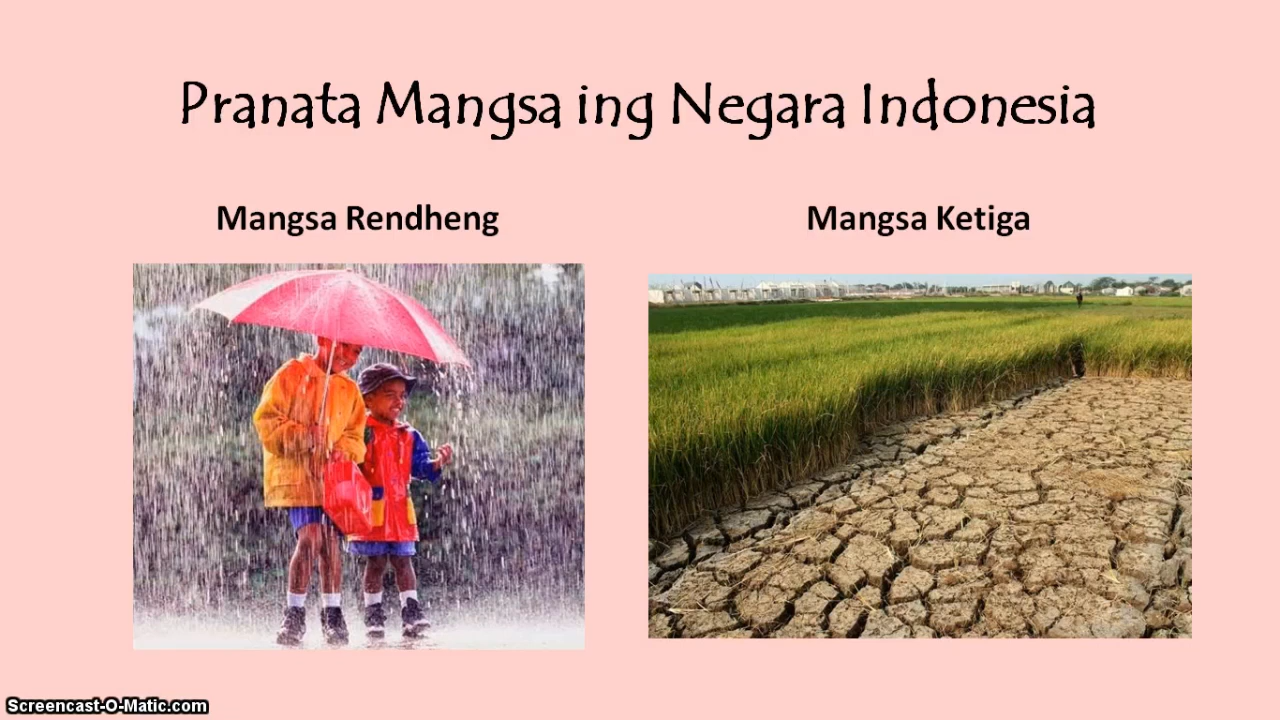 Pranata Mangsa ing Negara Indonesia
Mangsa Rendheng
Mangsa Ketiga
Screencast-O-Matic.com